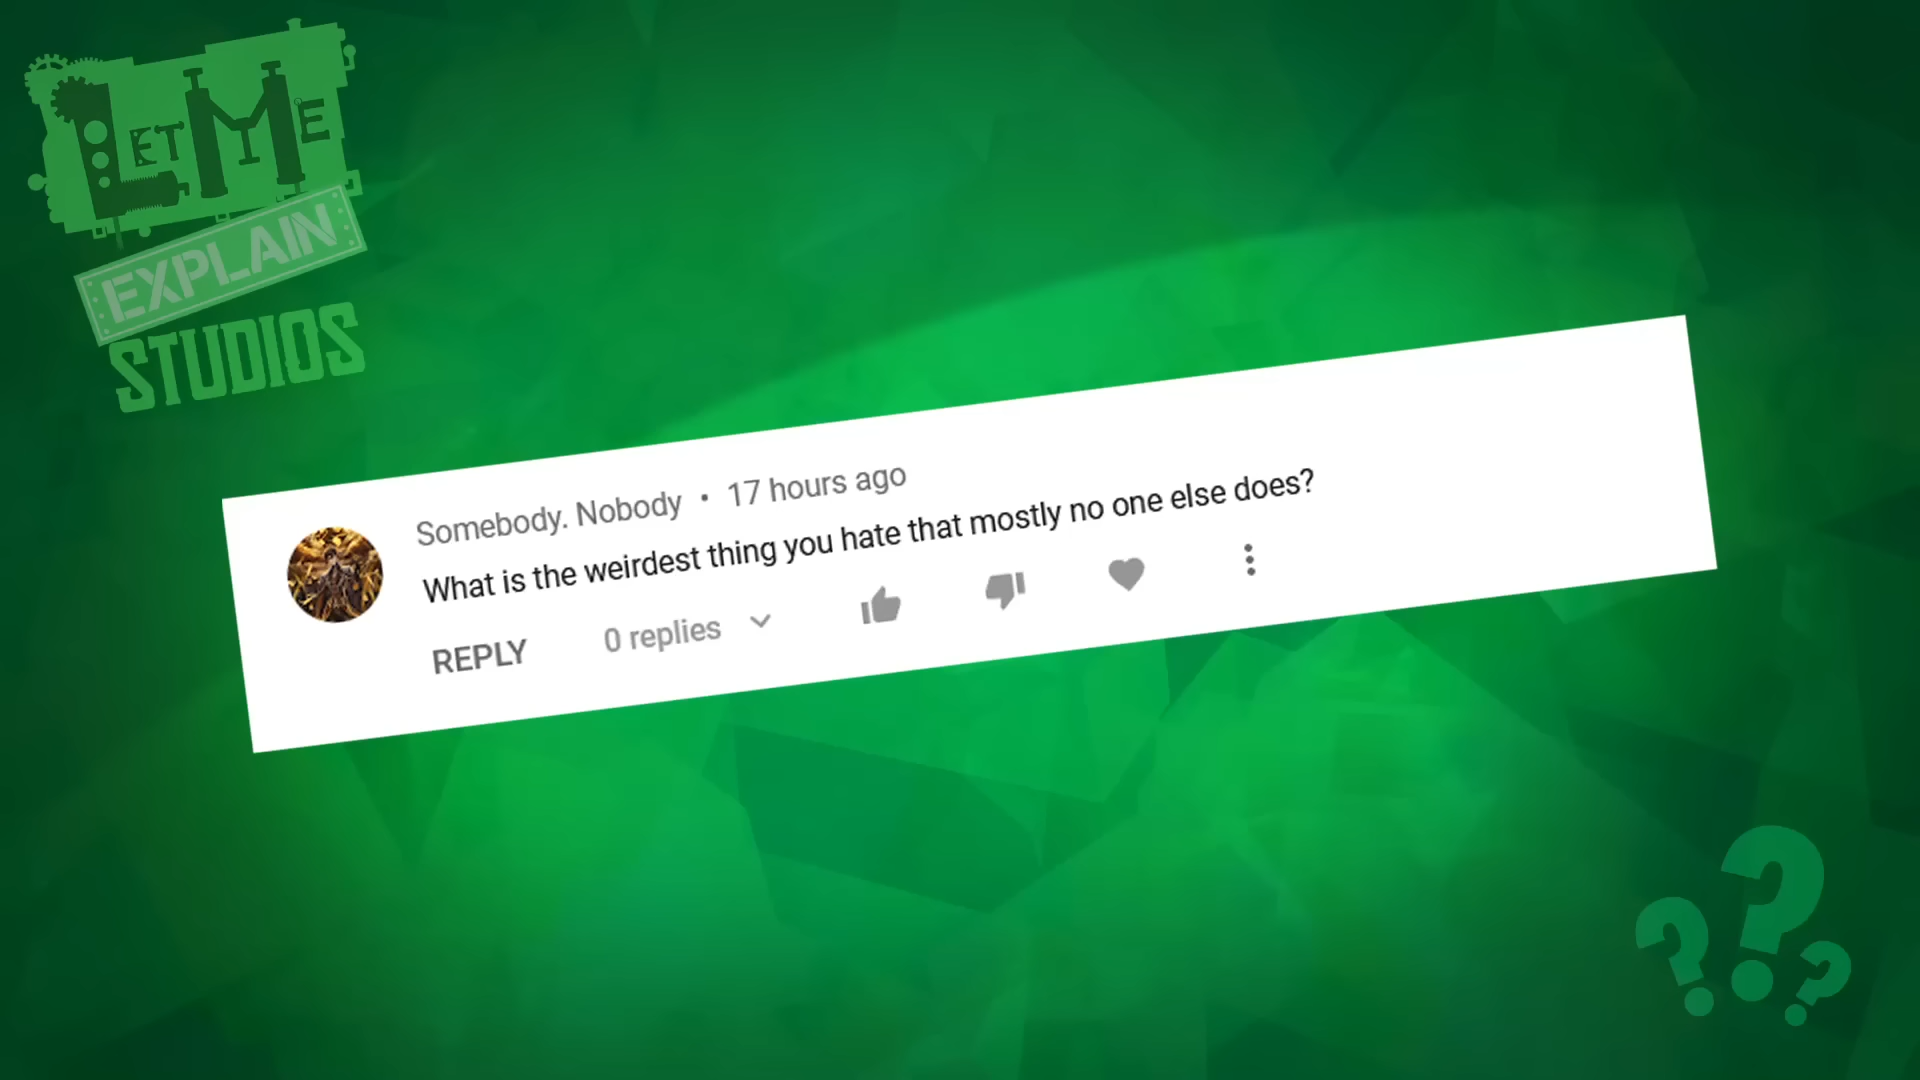 LET ME
EXPLAIN
STUDIOS
Somebody. Nobody • 17 hours ago
What is the weirdest thing you hate that mostly no one else does?
REPLY 0 replies
? ? ?